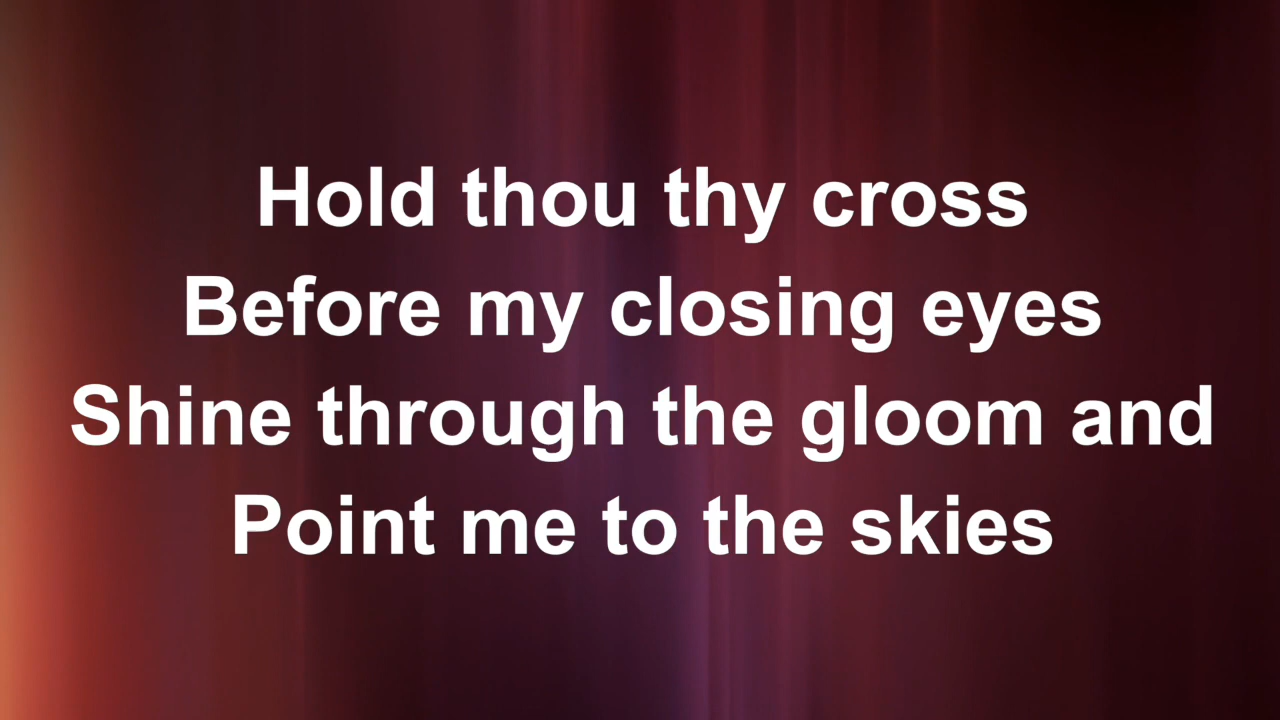 Hold thou thy cross
Before my closing eyes
Shine through the gloom and
Point me to the skies